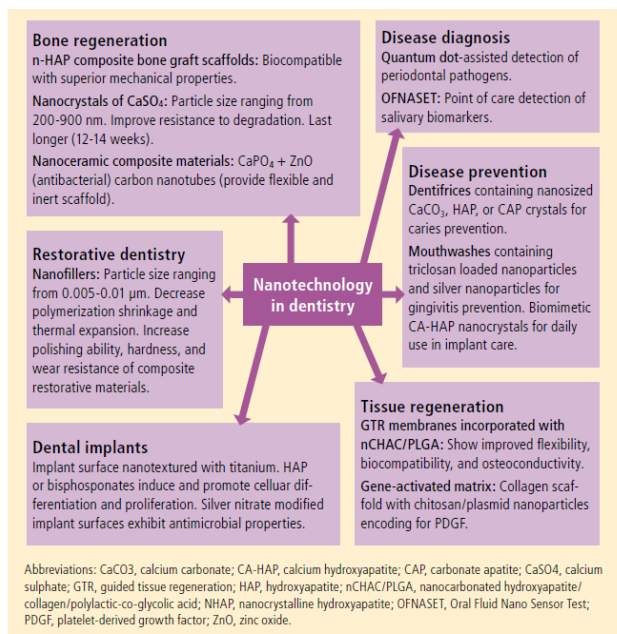 Bone regeneration
n-HAP composite bone graft scaffolds: Biocompatible
with superior mechanical properties.
Nanocrystals of CaSO₄: Particle size ranging from
200-900 nm. Improve resistance to degradation. Last
longer (12-14 weeks).
Nanoceramic composite materials: CaPO₄ + ZnO
(antibacterial) carbon nanotubes (provide flexible and
inert scaffold).
Disease diagnosis
Quantum dot-assisted detection of
periodontal pathogens.
OFNASET: Point of care detection of
salivary biomarkers.
Disease prevention
Dentifrices containing nanosized
CaCO₃, HAP, or CAP crystals for
caries prevention.
Mouthwashes containing
triclosan loaded nanoparticles
and silver nanoparticles for
gingivitis prevention. Biomimetic
CA-HAP nanocrystals for daily
use in implant care.
Restorative dentistry
Nanofillers: Particle size ranging
from 0.005-0.01 µm. Decrease
polymerization shrinkage and
thermal expansion. Increase
polishing ability, hardness, and
wear resistance of composite
restorative materials.
Nanotechnology
in dentistry
Tissue regeneration
GTR membranes incorporated with
nCHAC/PLGA: Show improved flexibility,
biocompatibility, and osteoconductivity.
Gene-activated matrix: Collagen scaf-
fold with chitosan/plasmid nanoparticles
encoding for PDGF.
Dental implants
Implant surface nanotextured with titanium. HAP
or bisphosponates induce and promote celluar dif-
ferentiation and proliferation. Silver nitrate modified
implant surfaces exhibit antimicrobial properties.
Abbreviations: CaCO3, calcium carbonate; CA-HAP, calcium hydroxyapatite; CAP, carbonate apatite; CaSO4, calcium
sulphate; GTR, guided tissue regeneration; HAP, hydroxyapatite; nCHAC/PLGA, nanocarbonated hydroxyapatite/
collagen/polylactic-co-glycolic acid; NHAP, nanocrystalline hydroxyapatite; OFNASET, Oral Fluid Nano Sensor Test;
PDGF, platelet-derived growth factor; ZnO, zinc oxide.